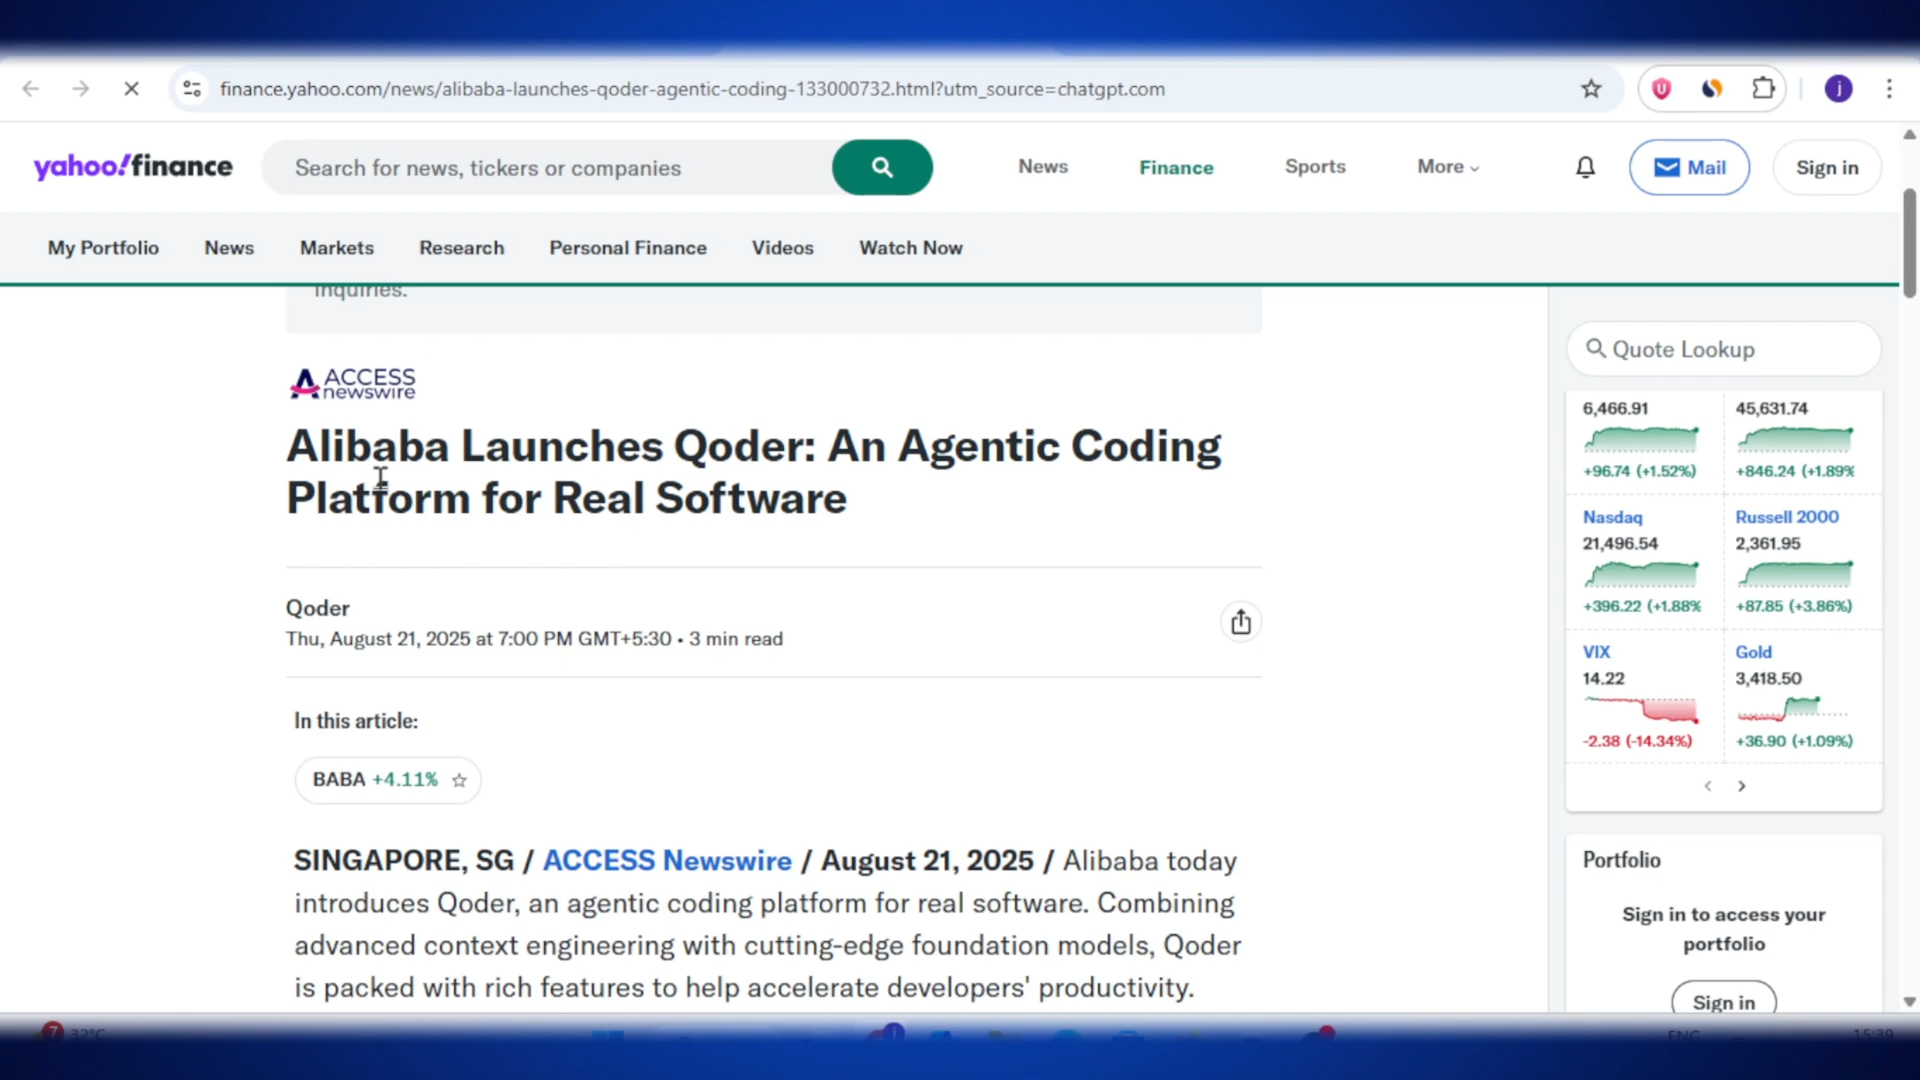 finance.yahoo.com/news/alibaba-launches-qoder-agentic-coding-133000732.html?utm_source=chatgpt.com
j
yahoo!finance
Search for news, tickers or companies
News
Finance
Sports
More
Mail
Sign in
My Portfolio
News
Markets
Research
Personal Finance
Videos
Watch Now
inquiries.
ACCESS
newswire
Alibaba Launches Qoder: An Agentic Coding
Platform for Real Software
Qoder
Thu, August 21, 2025 at 7:00 PM GMT+5:30 • 3 min read
In this article:
BABA +4.11%
SINGAPORE, SG / ACCESS Newswire / August 21, 2025 / Alibaba today
introduces Qoder, an agentic coding platform for real software. Combining
advanced context engineering with cutting-edge foundation models, Qoder
is packed with rich features to help accelerate developers' productivity.
Quote Lookup
6,466.91
+96.74 (+1.52%)
45,631.74
+846.24 (+1.89%
Nasdaq
21,496.54
+396.22 (+1.88%
Russell 2000
2,361.95
+87.85 (+3.86%)
VIX
14.22
-2.38 (-14.34%)
Gold
3,418.50
+36.90 (+1.09%)
Portfolio
Sign in to access your
portfolio
Sign in
7
32°C
ENG
15:39